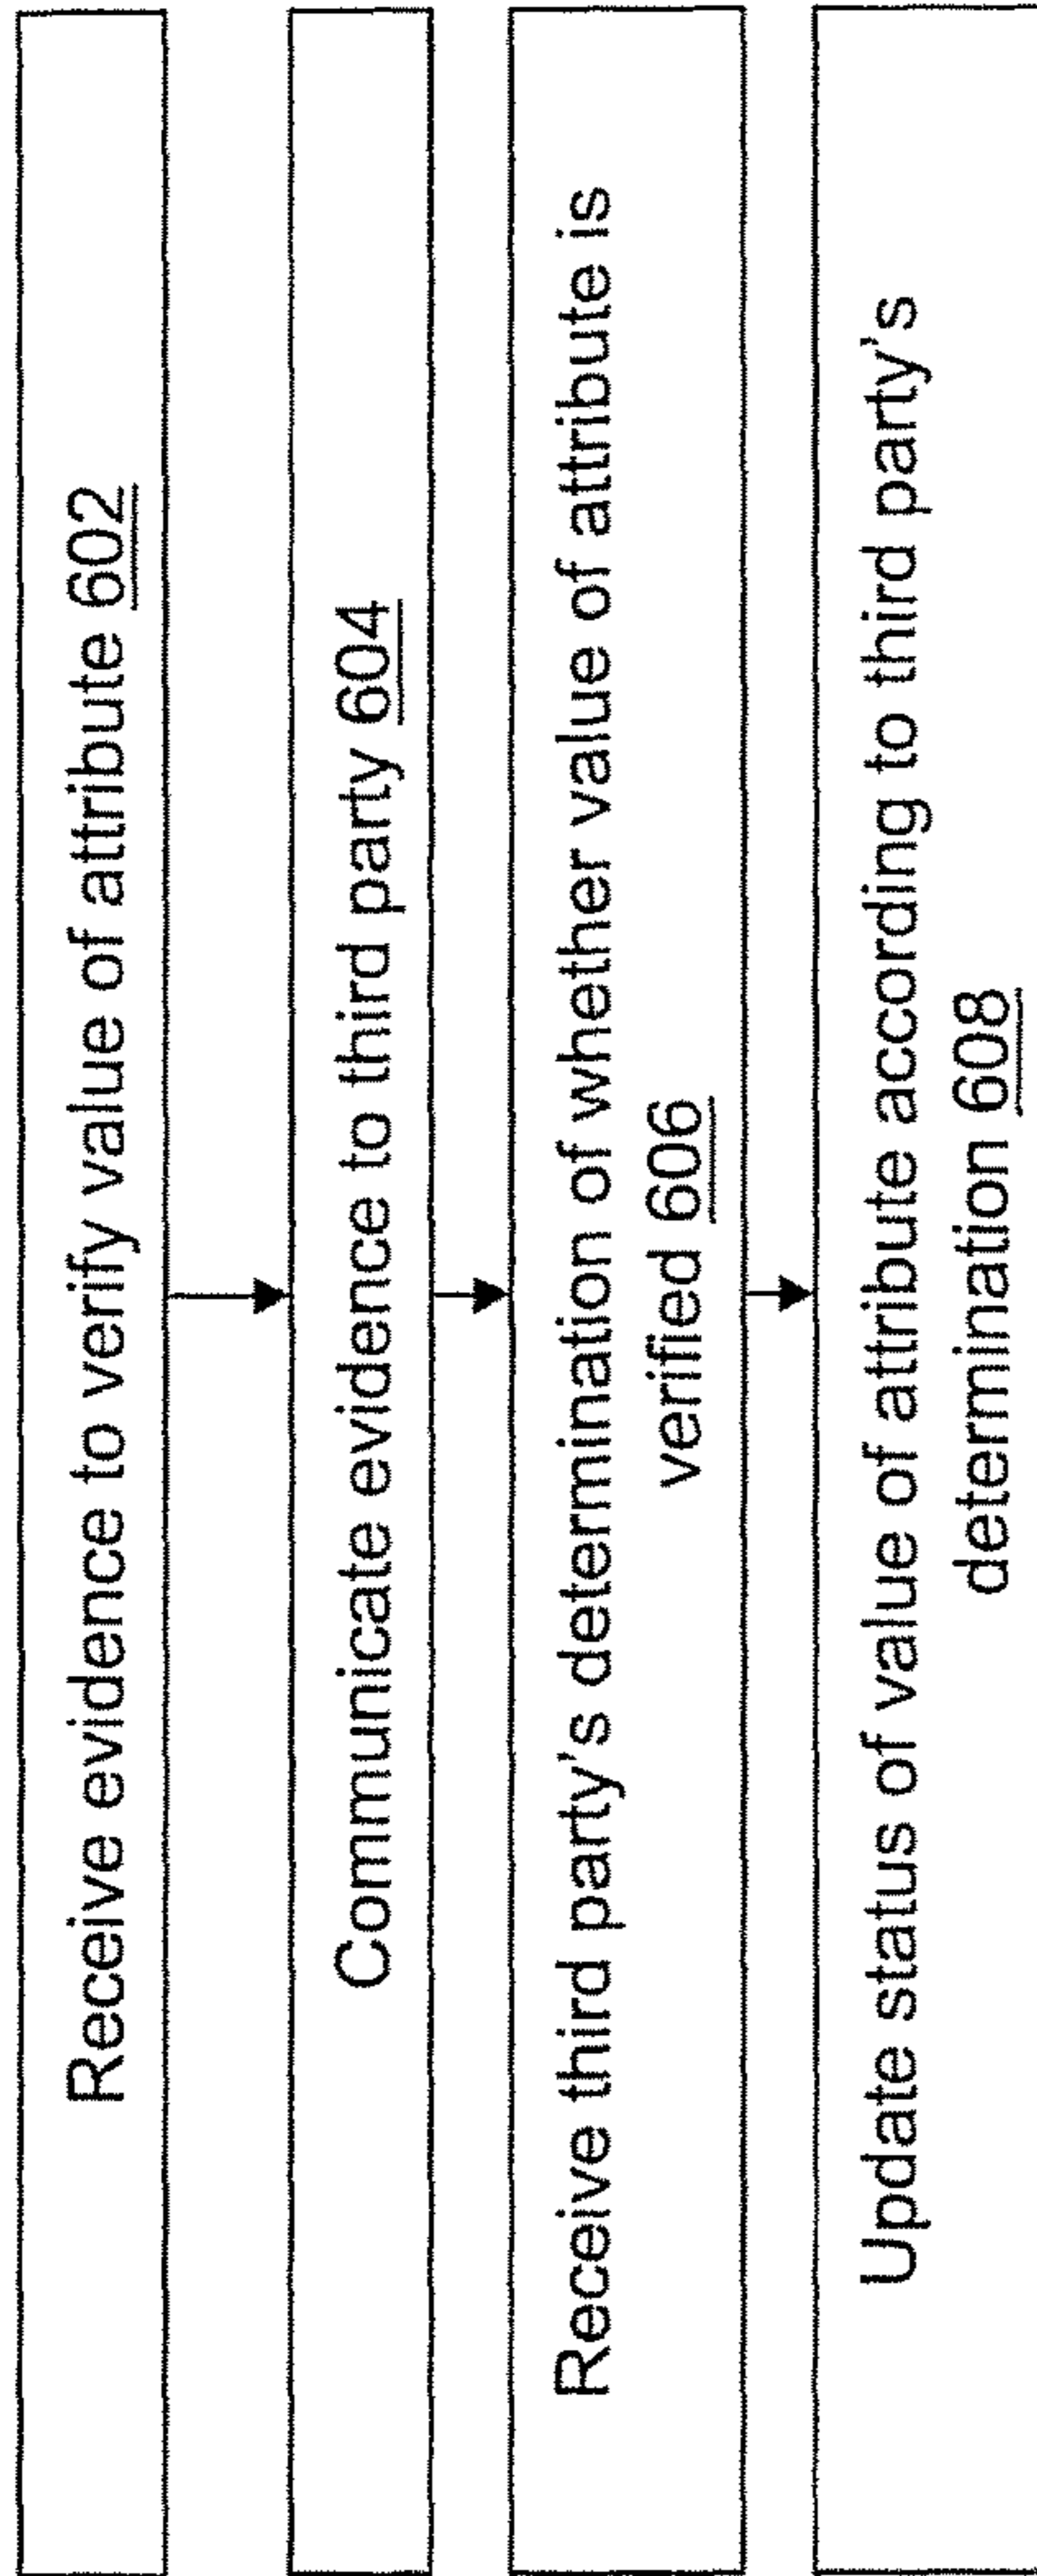 Receive evidence to verify value of attribute 602
Communicate evidence to third party 604
Receive third party's determination of whether value of attribute is
verified 606
Update status of value of attribute according to third party's
determination 608